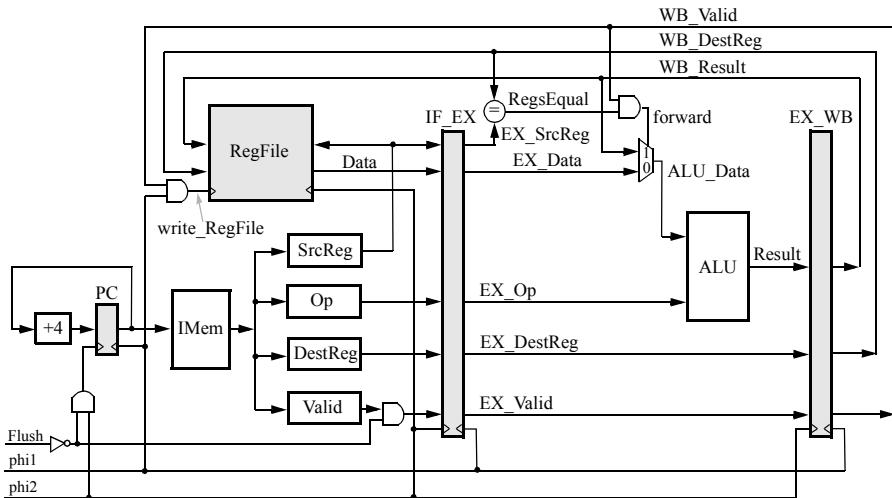 WB_Valid
WB_DestReg
WB_Result
IF_EX
RegsEqual
=
forward
EX_WB
EX_SrcReg
RegFile
Data
EX_Data
1
0
ALU_Data
write_RegFile
SrcReg
PC
Op
EX_Op
ALU
Result
+4
IMem
DestReg
EX_DestReg
Valid
EX_Valid
Flush
phi1
phi2